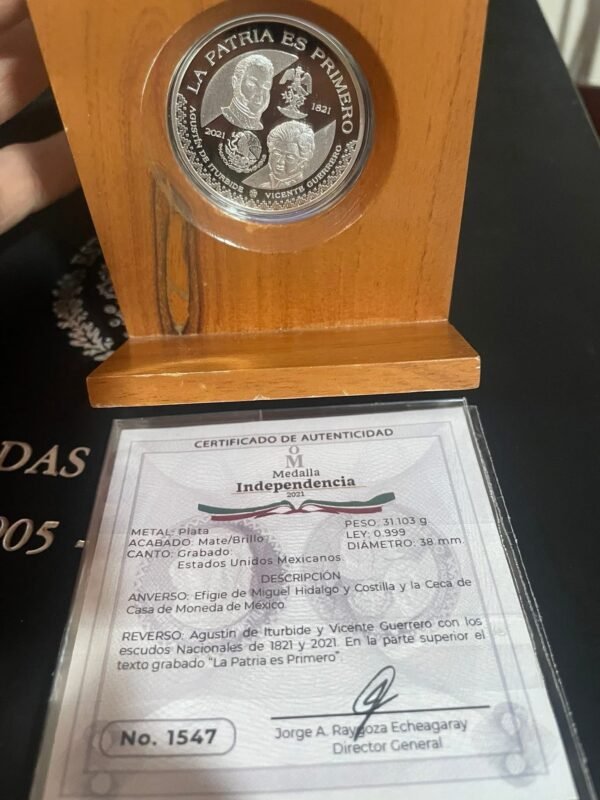 LA PATRIA ES PRIMERO
1821
2021
AGUSTÍN DE ITURBIDE ❁ VICENTE GUERRERO
DAS
905 -
CERTIFICADO DE AUTENTICIDAD
Medalla
Independencia
2021
METAL: Plata
ACABADO: Mate/Brillo
CANTO: Grabado:
Estados Unidos Mexicanos
PESO: 31.103 g.
LEY: 0.999
DIÁMETRO: 38 mm.
DESCRIPCIÓN
ANVERSO: Efigie de Miguel Hidalgo y Costilla y la Ceca de
Casa de Moneda de México.
REVERSO: Agustín de Iturbide y Vicente Guerrero con los
escudos Nacionales de 1821 y 2021. En la parte superior el
texto grabado "La Patria es Primero".
No. 1547
Jorge A. Raygoza Echeagaray
Director General